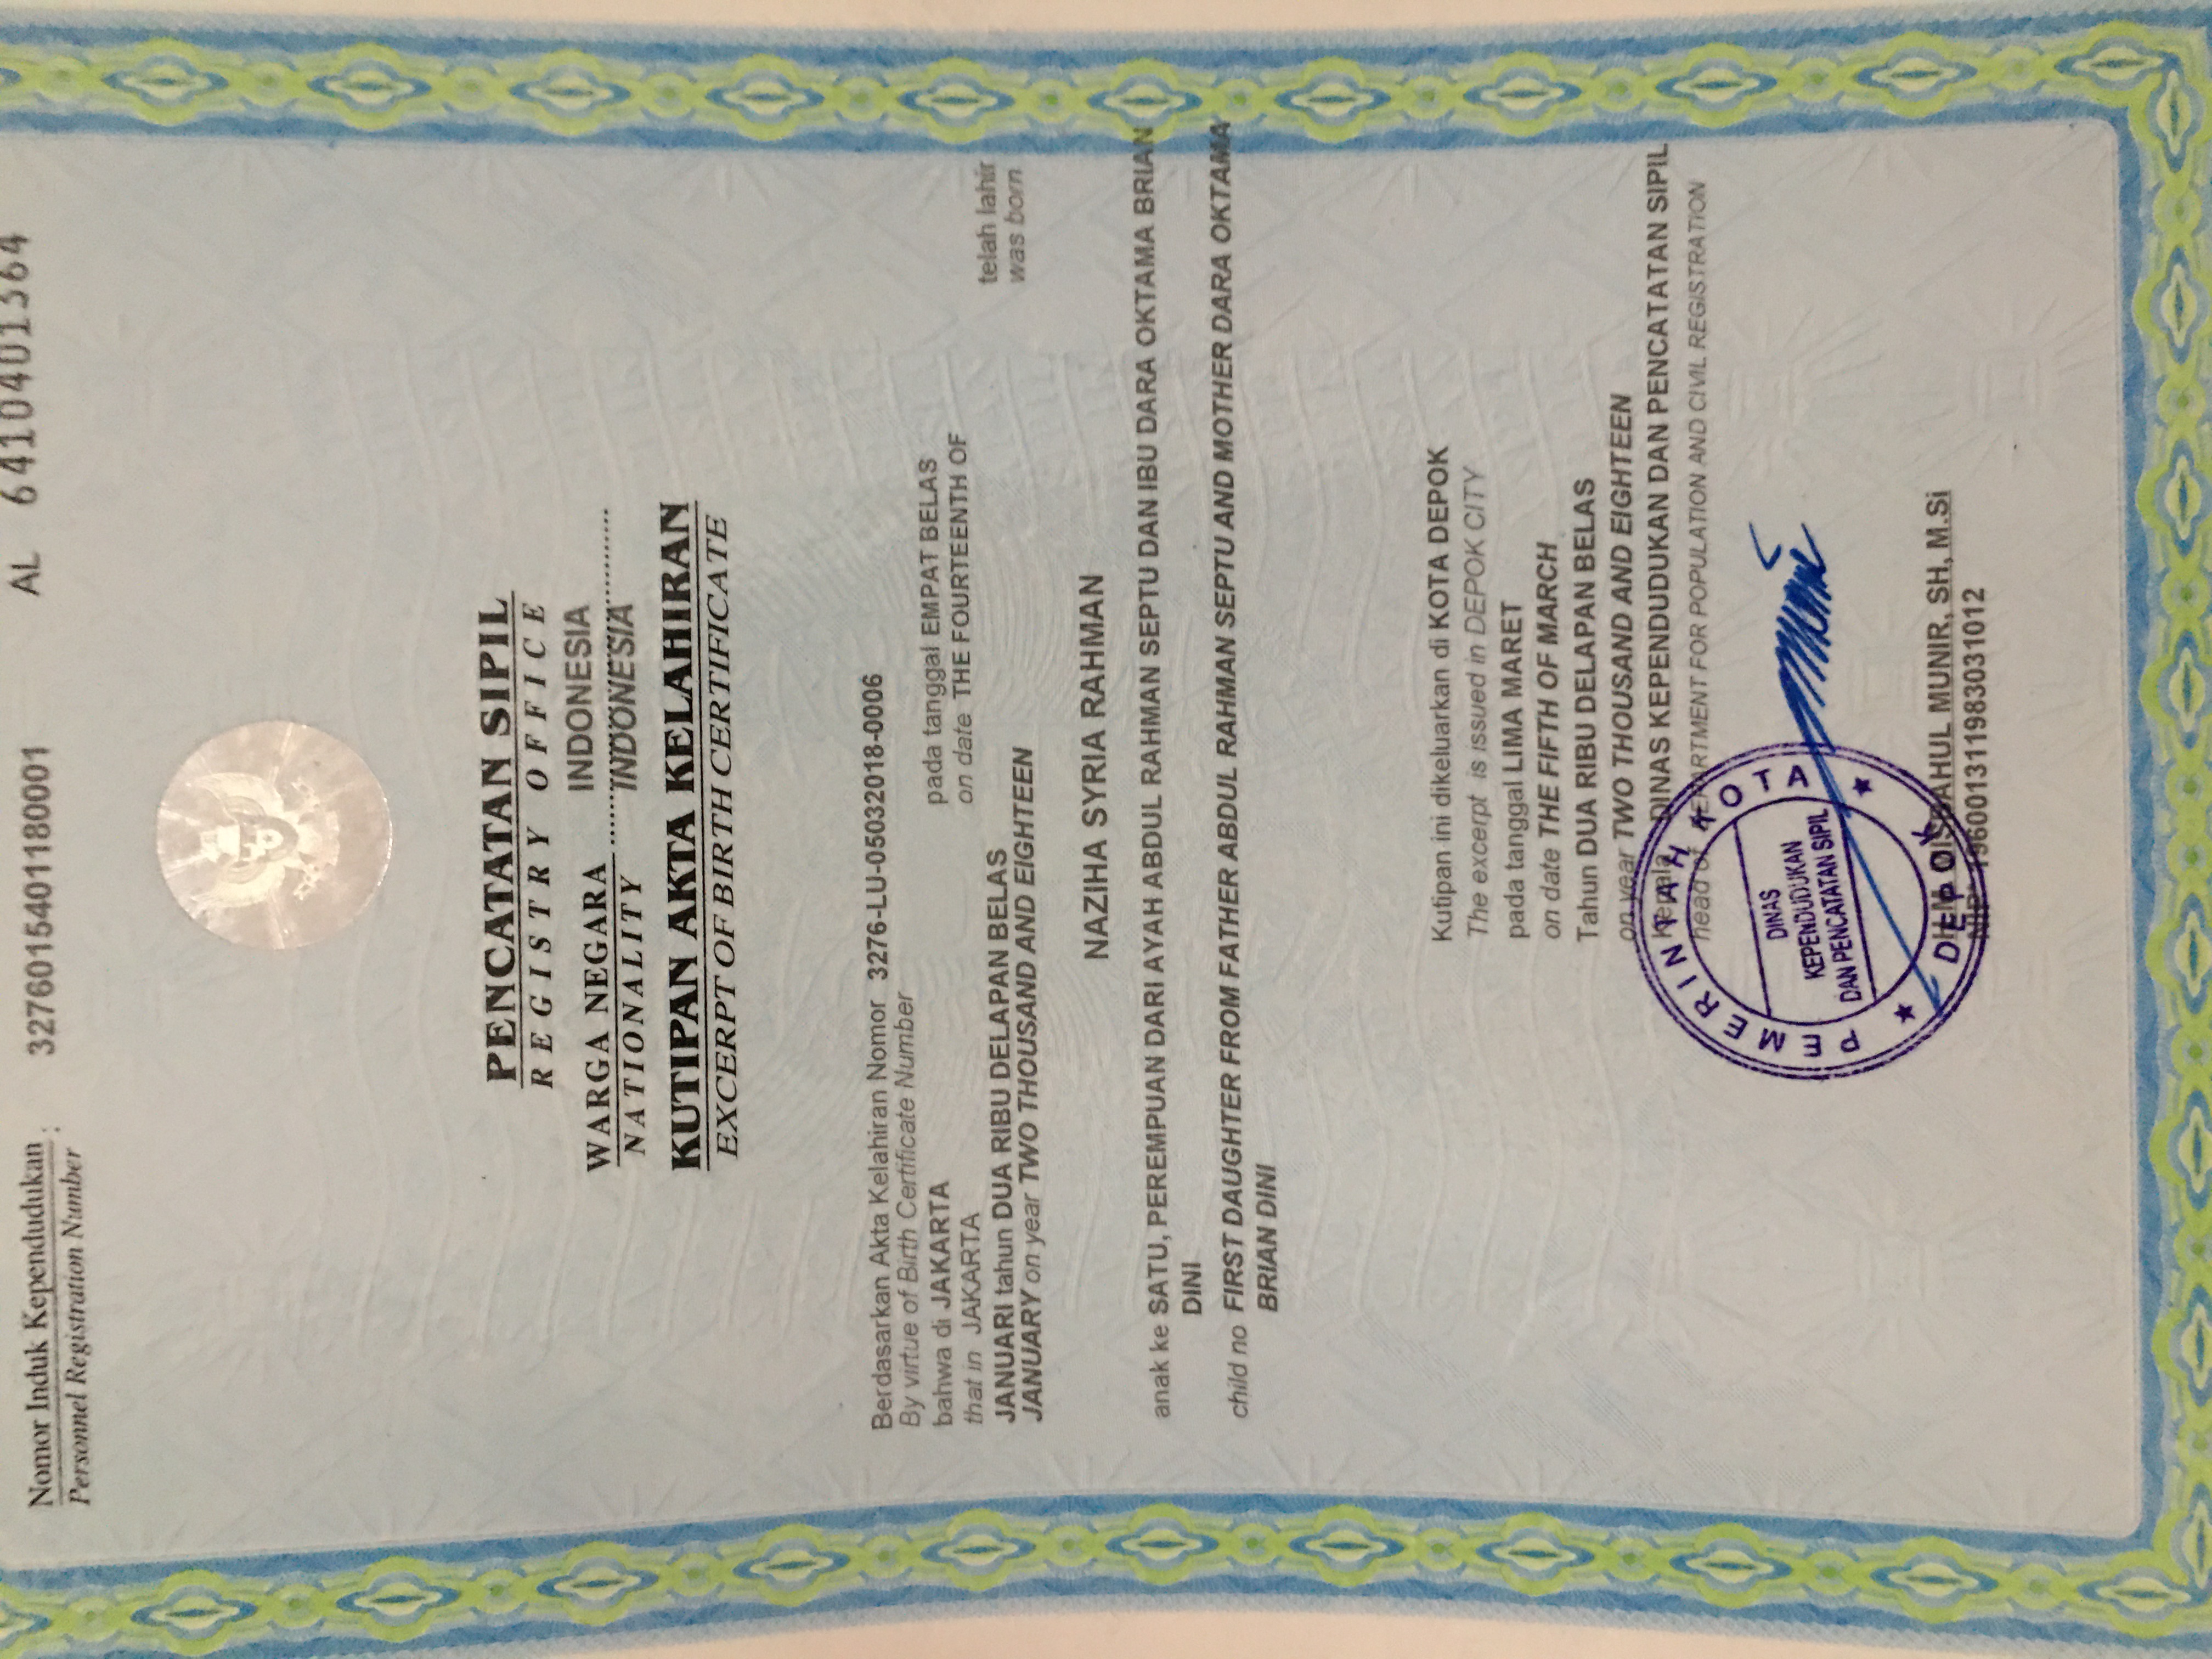 Nomor Induk Kependudukan : 3276015401180001 AL 6410401364
Personnel Registration Number
PENCATATAN SIPIL
REGISTRY OFFICE
WARGA NEGARA INDONESIA
NATIONALITY INDONESIA
KUTIPAN AKTA KELAHIRAN
EXCERPT OF BIRTH CERTIFICATE
Berdasarkan Akta Kelahiran Nomor 3276-LU-05032018-0006
By virtue of Birth Certificate Number
bahwa di JAKARTA pada tanggal EMPAT BELAS
that in JAKARTA on date THE FOURTEENTH OF
JANUARI tahun DUA RIBU DELAPAN BELAS telah lahir
JANUARY on year TWO THOUSAND AND EIGHTEEN was born
NAZIHA SYRIA RAHMAN
anak ke SATU, PEREMPUAN DARI AYAH ABDUL RAHMAN SEPTU DAN IBU DARA OKTAMA BRIAN
DINI
child no FIRST DAUGHTER FROM FATHER ABDUL RAHMAN SEPTU AND MOTHER DARA OKTAMA
BRIAN DINI
Kutipan ini dikeluarkan di KOTA DEPOK
The excerpt is issued in DEPOK CITY
pada tanggal LIMA MARET
on date THE FIFTH OF MARCH
Tahun DUA RIBU DELAPAN BELAS
on year TWO THOUSAND AND EIGHTEEN
Kepala DINAS KEPENDUDUKAN DAN PENCATATAN SIPIL
head of DEPARTMENT FOR POPULATION AND CIVIL REGISTRATION
PEMERINTAH KOTA
DINAS
KEPENDUDUKAN
DAN PENCATATAN SIPIL
DEPOK
H.M. MISBAHUL MUNIR, SH, M.Si
NIP* 196001311983031012